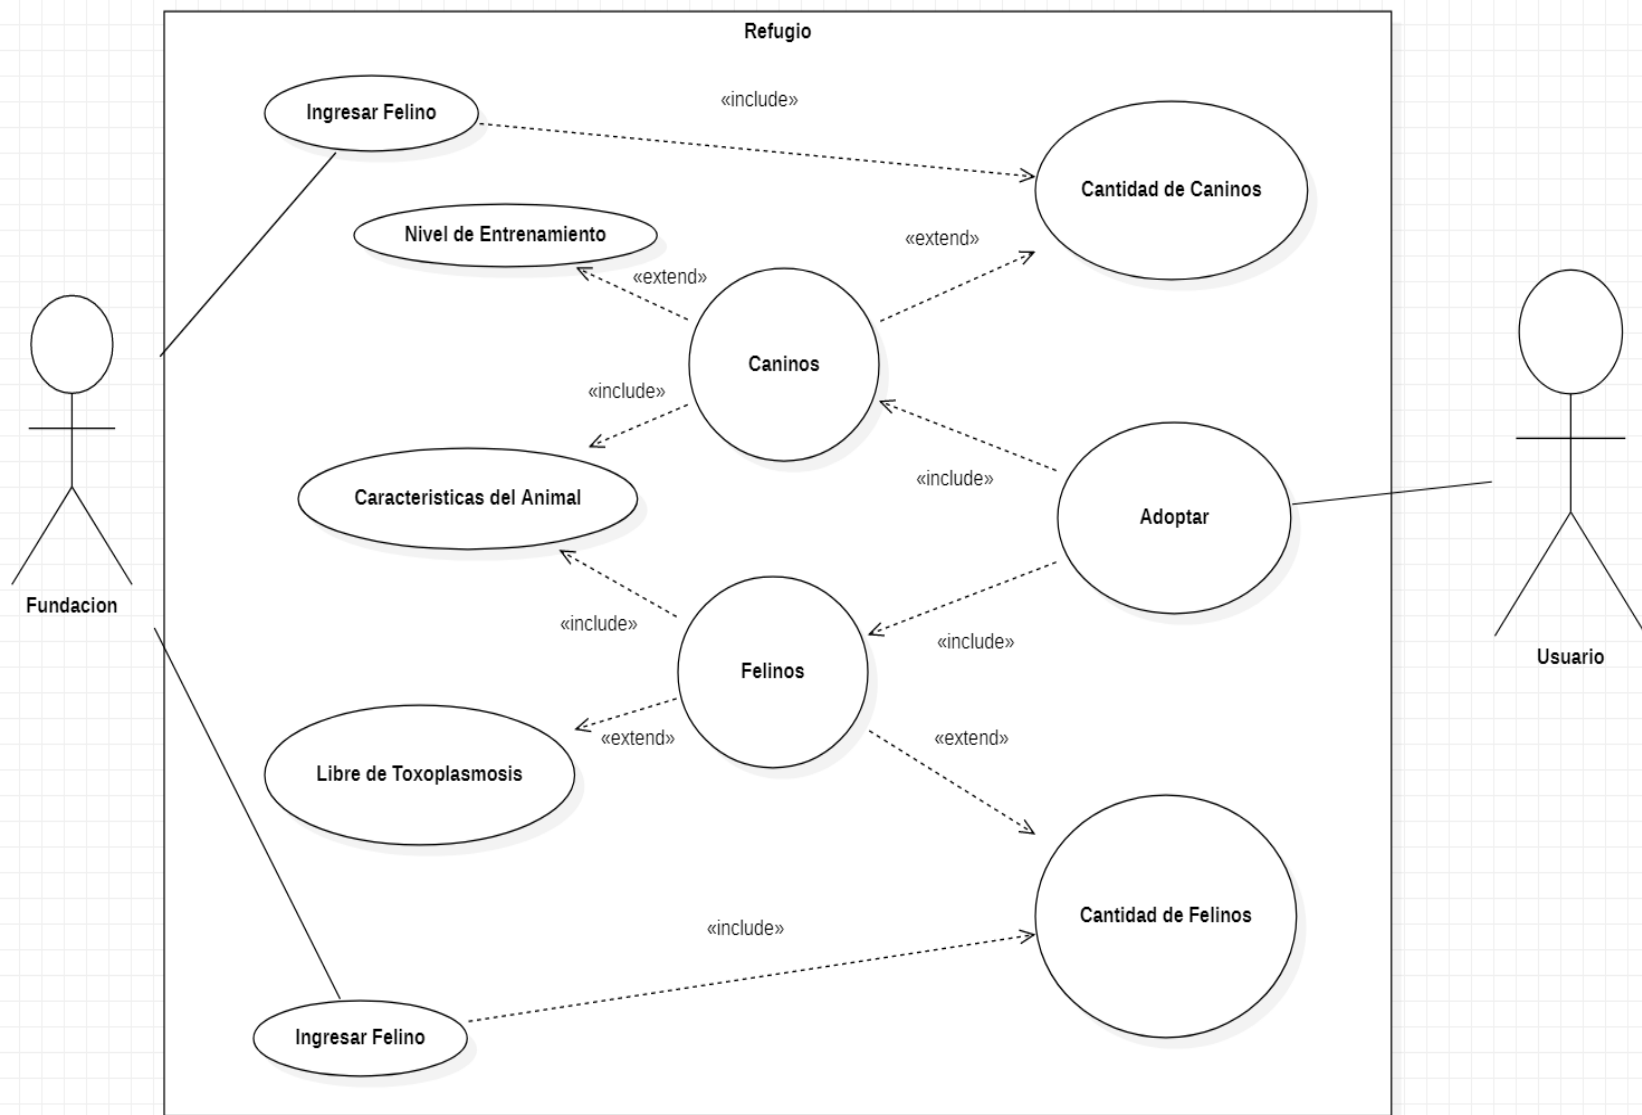 Refugio
Ingresar Felino
«include»
Cantidad de Caninos
Nivel de Entrenamiento
«extend»
«extend»
Caninos
«include»
Caracteristicas del Animal
«include»
Adoptar
Fundacion
«include»
Felinos
«include»
Usuario
«extend»
«extend»
Libre de Toxoplasmosis
«include»
Cantidad de Felinos
Ingresar Felino